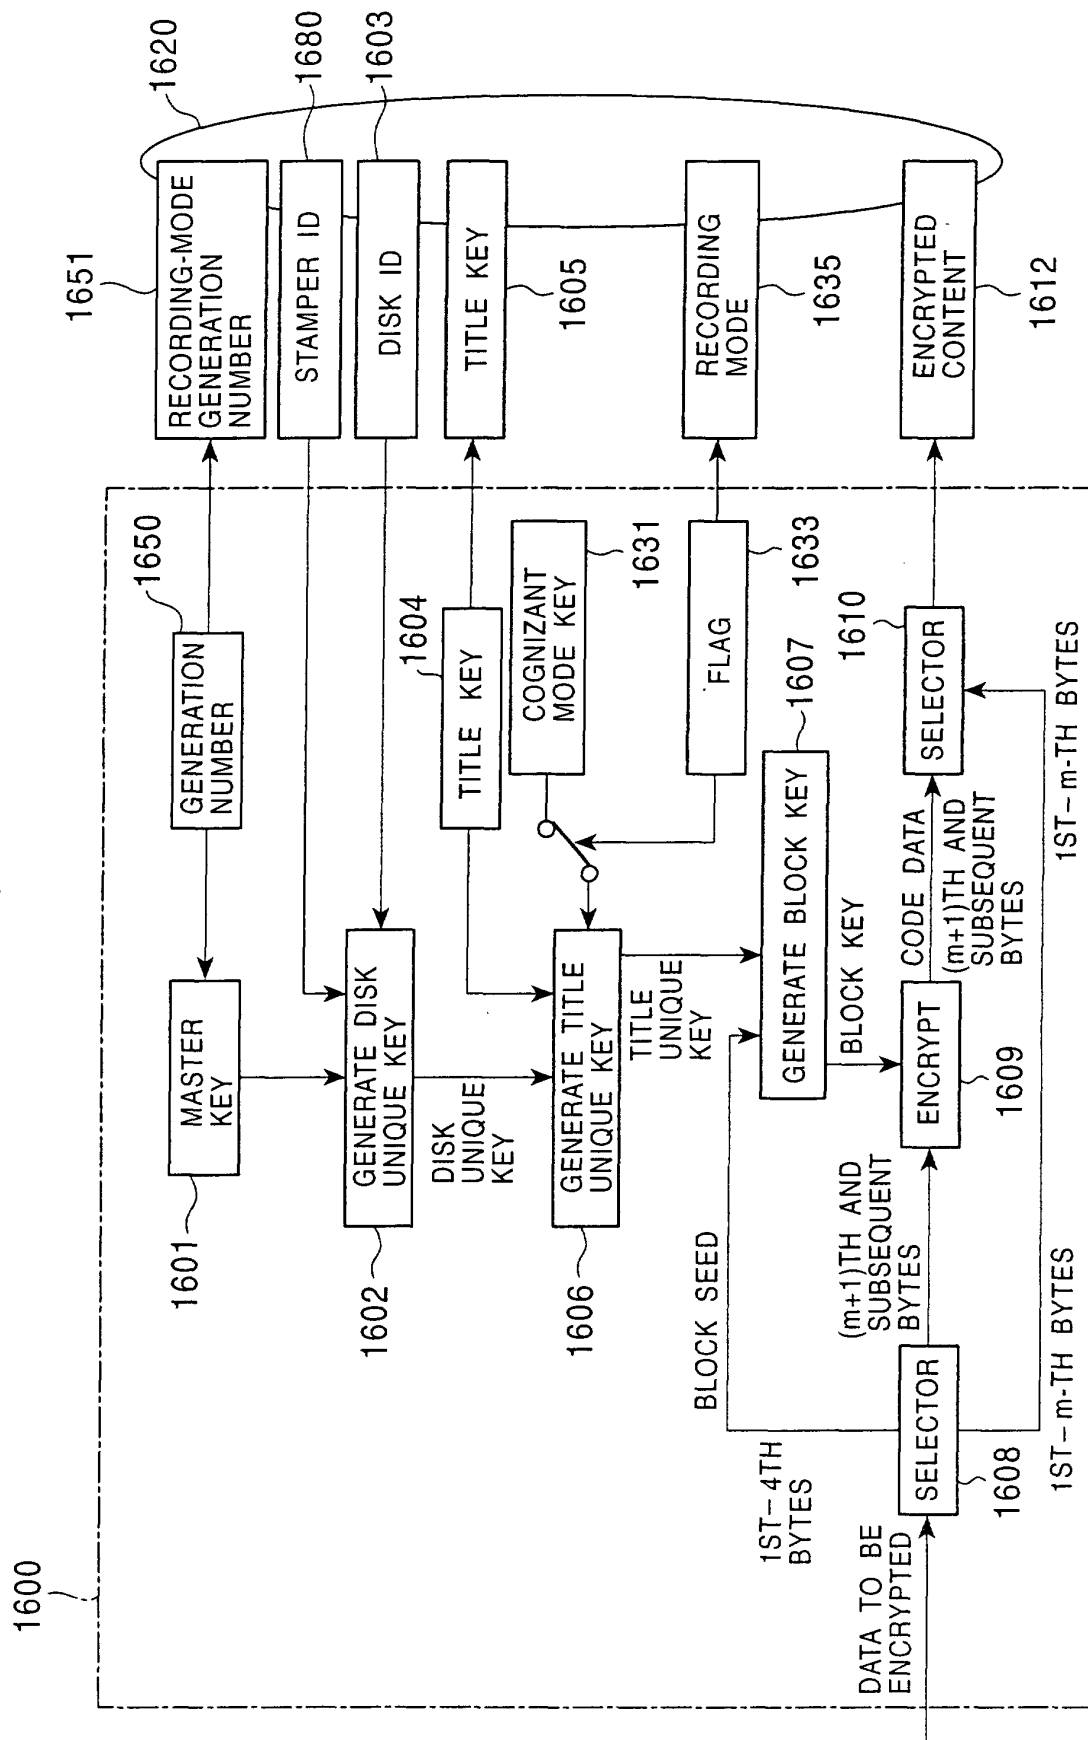 1600
1620
1651
RECORDING-MODE
GENERATION
NUMBER
1680
STAMPER ID
1603
DISK ID
TITLE KEY
1605
RECORDING
MODE
1635
ENCRYPTED
CONTENT
1612
1650
GENERATION
NUMBER
1604
TITLE KEY
COGNIZANT
MODE KEY
1631
FLAG
1633
MASTER
KEY
1601
GENERATE DISK
UNIQUE KEY
1602
DISK
UNIQUE
KEY
GENERATE TITLE
UNIQUE KEY
1606
TITLE
UNIQUE
KEY
GENERATE BLOCK KEY
1607
BLOCK SEED
BLOCK KEY
1ST-4TH
BYTES
DATA TO BE
ENCRYPTED
SELECTOR
1608
(m+1)TH AND
SUBSEQUENT
BYTES
ENCRYPT
1609
CODE DATA
(m+1)TH AND
SUBSEQUENT
BYTES
SELECTOR
1610
1ST-m-TH BYTES
1ST-m-TH BYTES